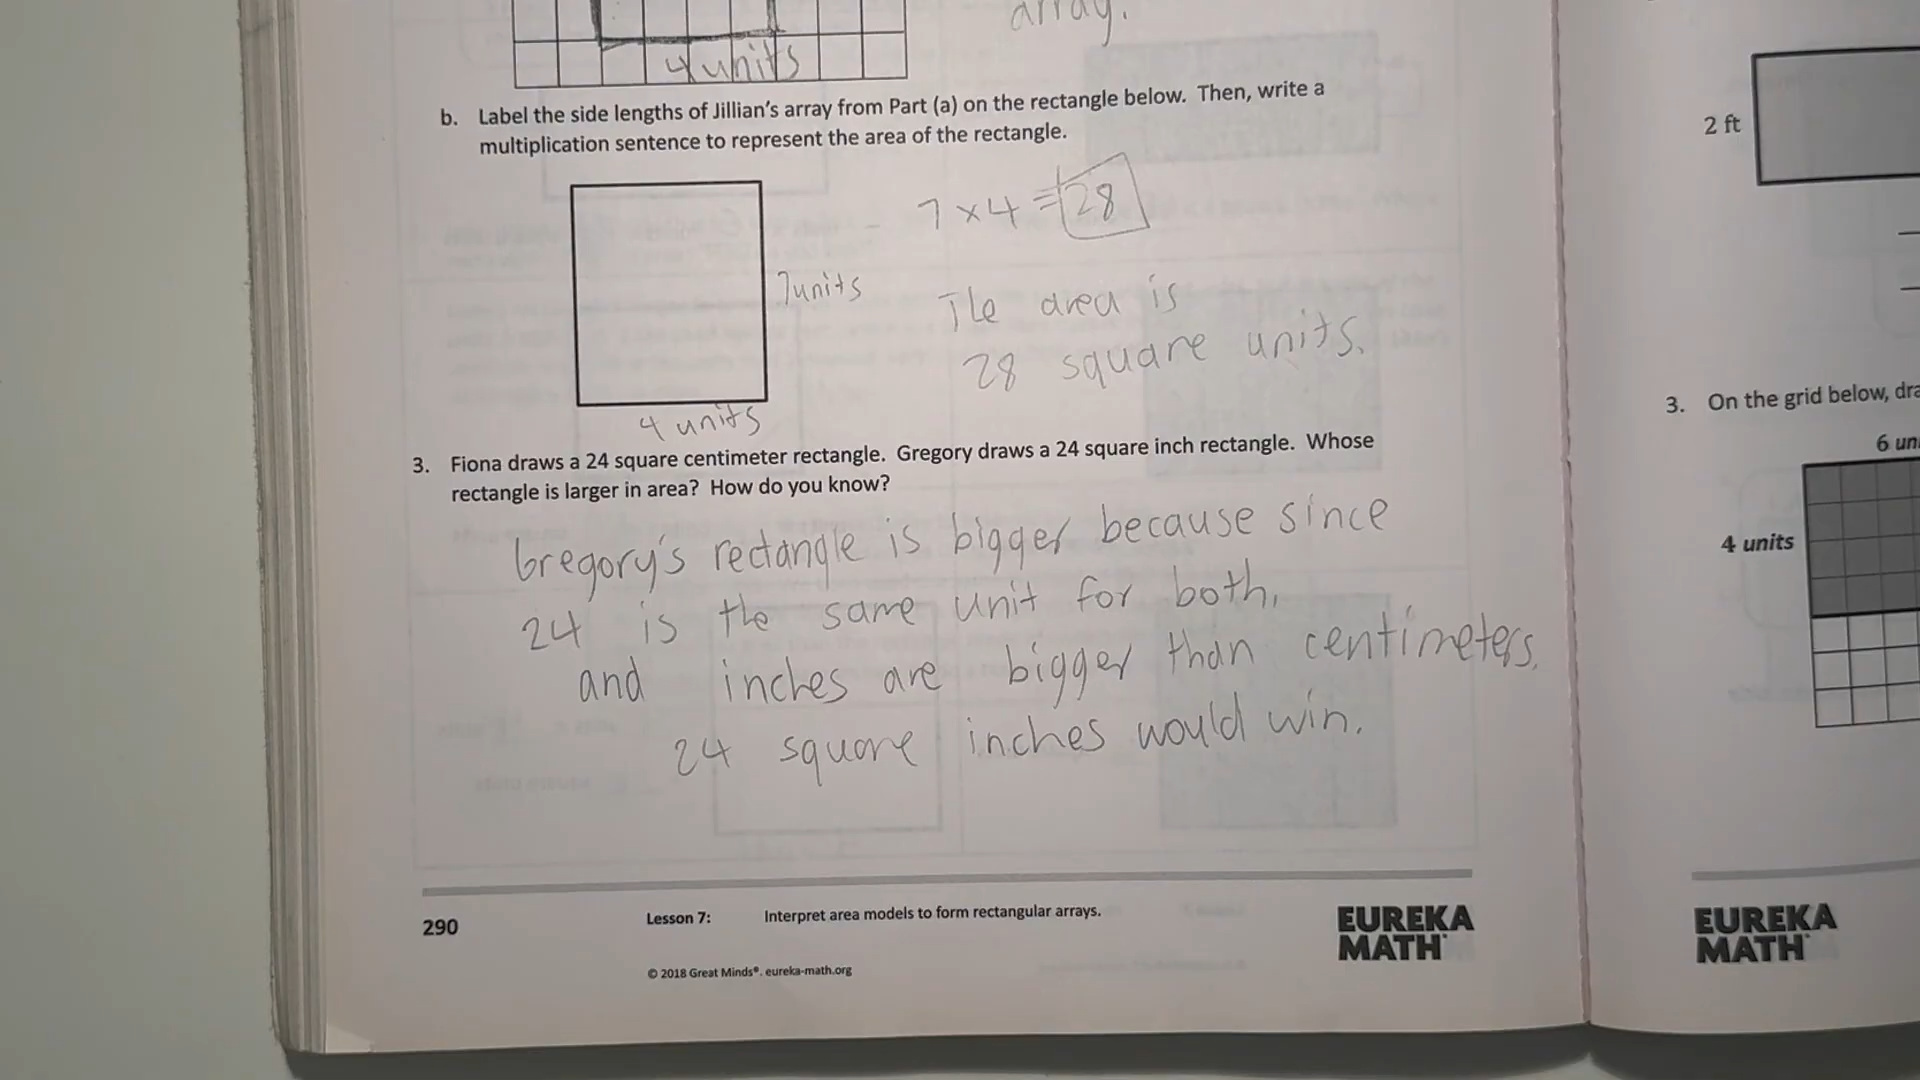 array.
4 units
b. Label the side lengths of Jillian's array from Part (a) on the rectangle below. Then, write a
multiplication sentence to represent the area of the rectangle.
7 x 4 = 28
7units
The area is
28 square units.
4 units
3. Fiona draws a 24 square centimeter rectangle. Gregory draws a 24 square inch rectangle. Whose
rectangle is larger in area? How do you know?
Gregory's rectangle is bigger because since
24 is the same unit for both,
and inches are bigger than centimeters,
24 square inches would win.
290
Lesson 7: Interpret area models to form rectangular arrays.
© 2018 Great Minds®. eureka-math.org
EUREKA
MATH
2 ft
3. On the grid below,
6
4 units
EUREKA
MATH